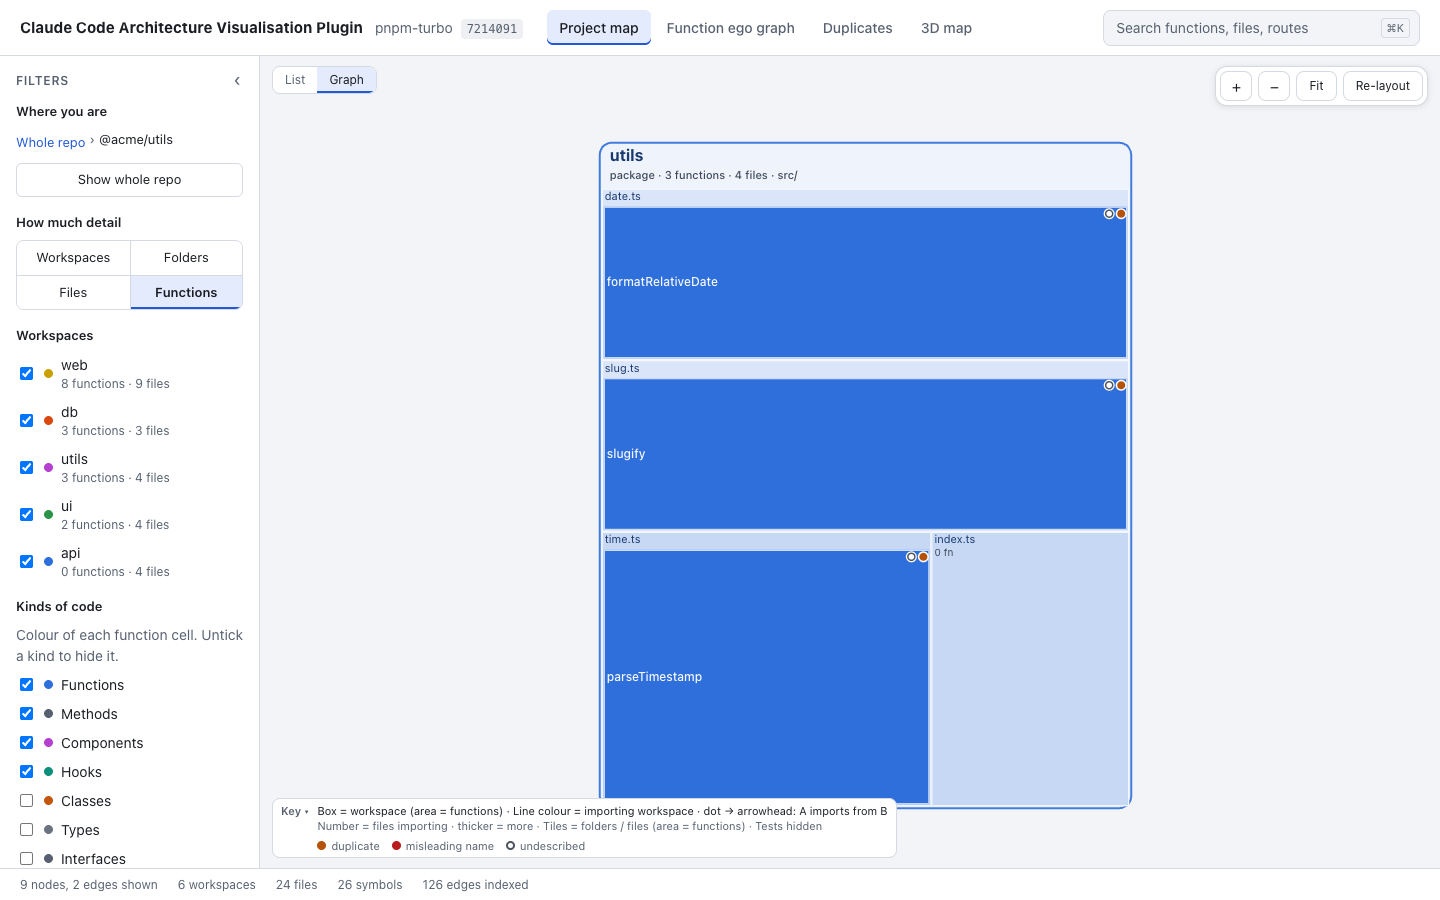 Claude Code Architecture Visualisation Plugin
pnpm-turbo
7214091
Project map
Function ego graph
Duplicates
3D map
Search functions, files, routes
⌘K
FILTERS
Where you are
Whole repo › @acme/utils
Show whole repo
How much detail
Workspaces
Folders
Files
Functions
Workspaces
web
8 functions · 9 files
db
3 functions · 3 files
utils
3 functions · 4 files
ui
2 functions · 4 files
api
0 functions · 4 files
Kinds of code
Colour of each function cell. Untick
a kind to hide it.
Functions
Methods
Components
Hooks
Classes
Types
Interfaces
List
Graph
+
−
Fit
Re-layout
utils
package · 3 functions · 4 files · src/
date.ts
formatRelativeDate
slug.ts
slugify
time.ts
parseTimestamp
index.ts
0 fn
Key
Box = workspace (area = functions) · Line colour = importing workspace · dot → arrowhead: A imports from B
Number = files importing · thicker = more · Tiles = folders / files (area = functions) · Tests hidden
duplicate
misleading name
undescribed
9 nodes, 2 edges shown
6 workspaces
24 files
26 symbols
126 edges indexed